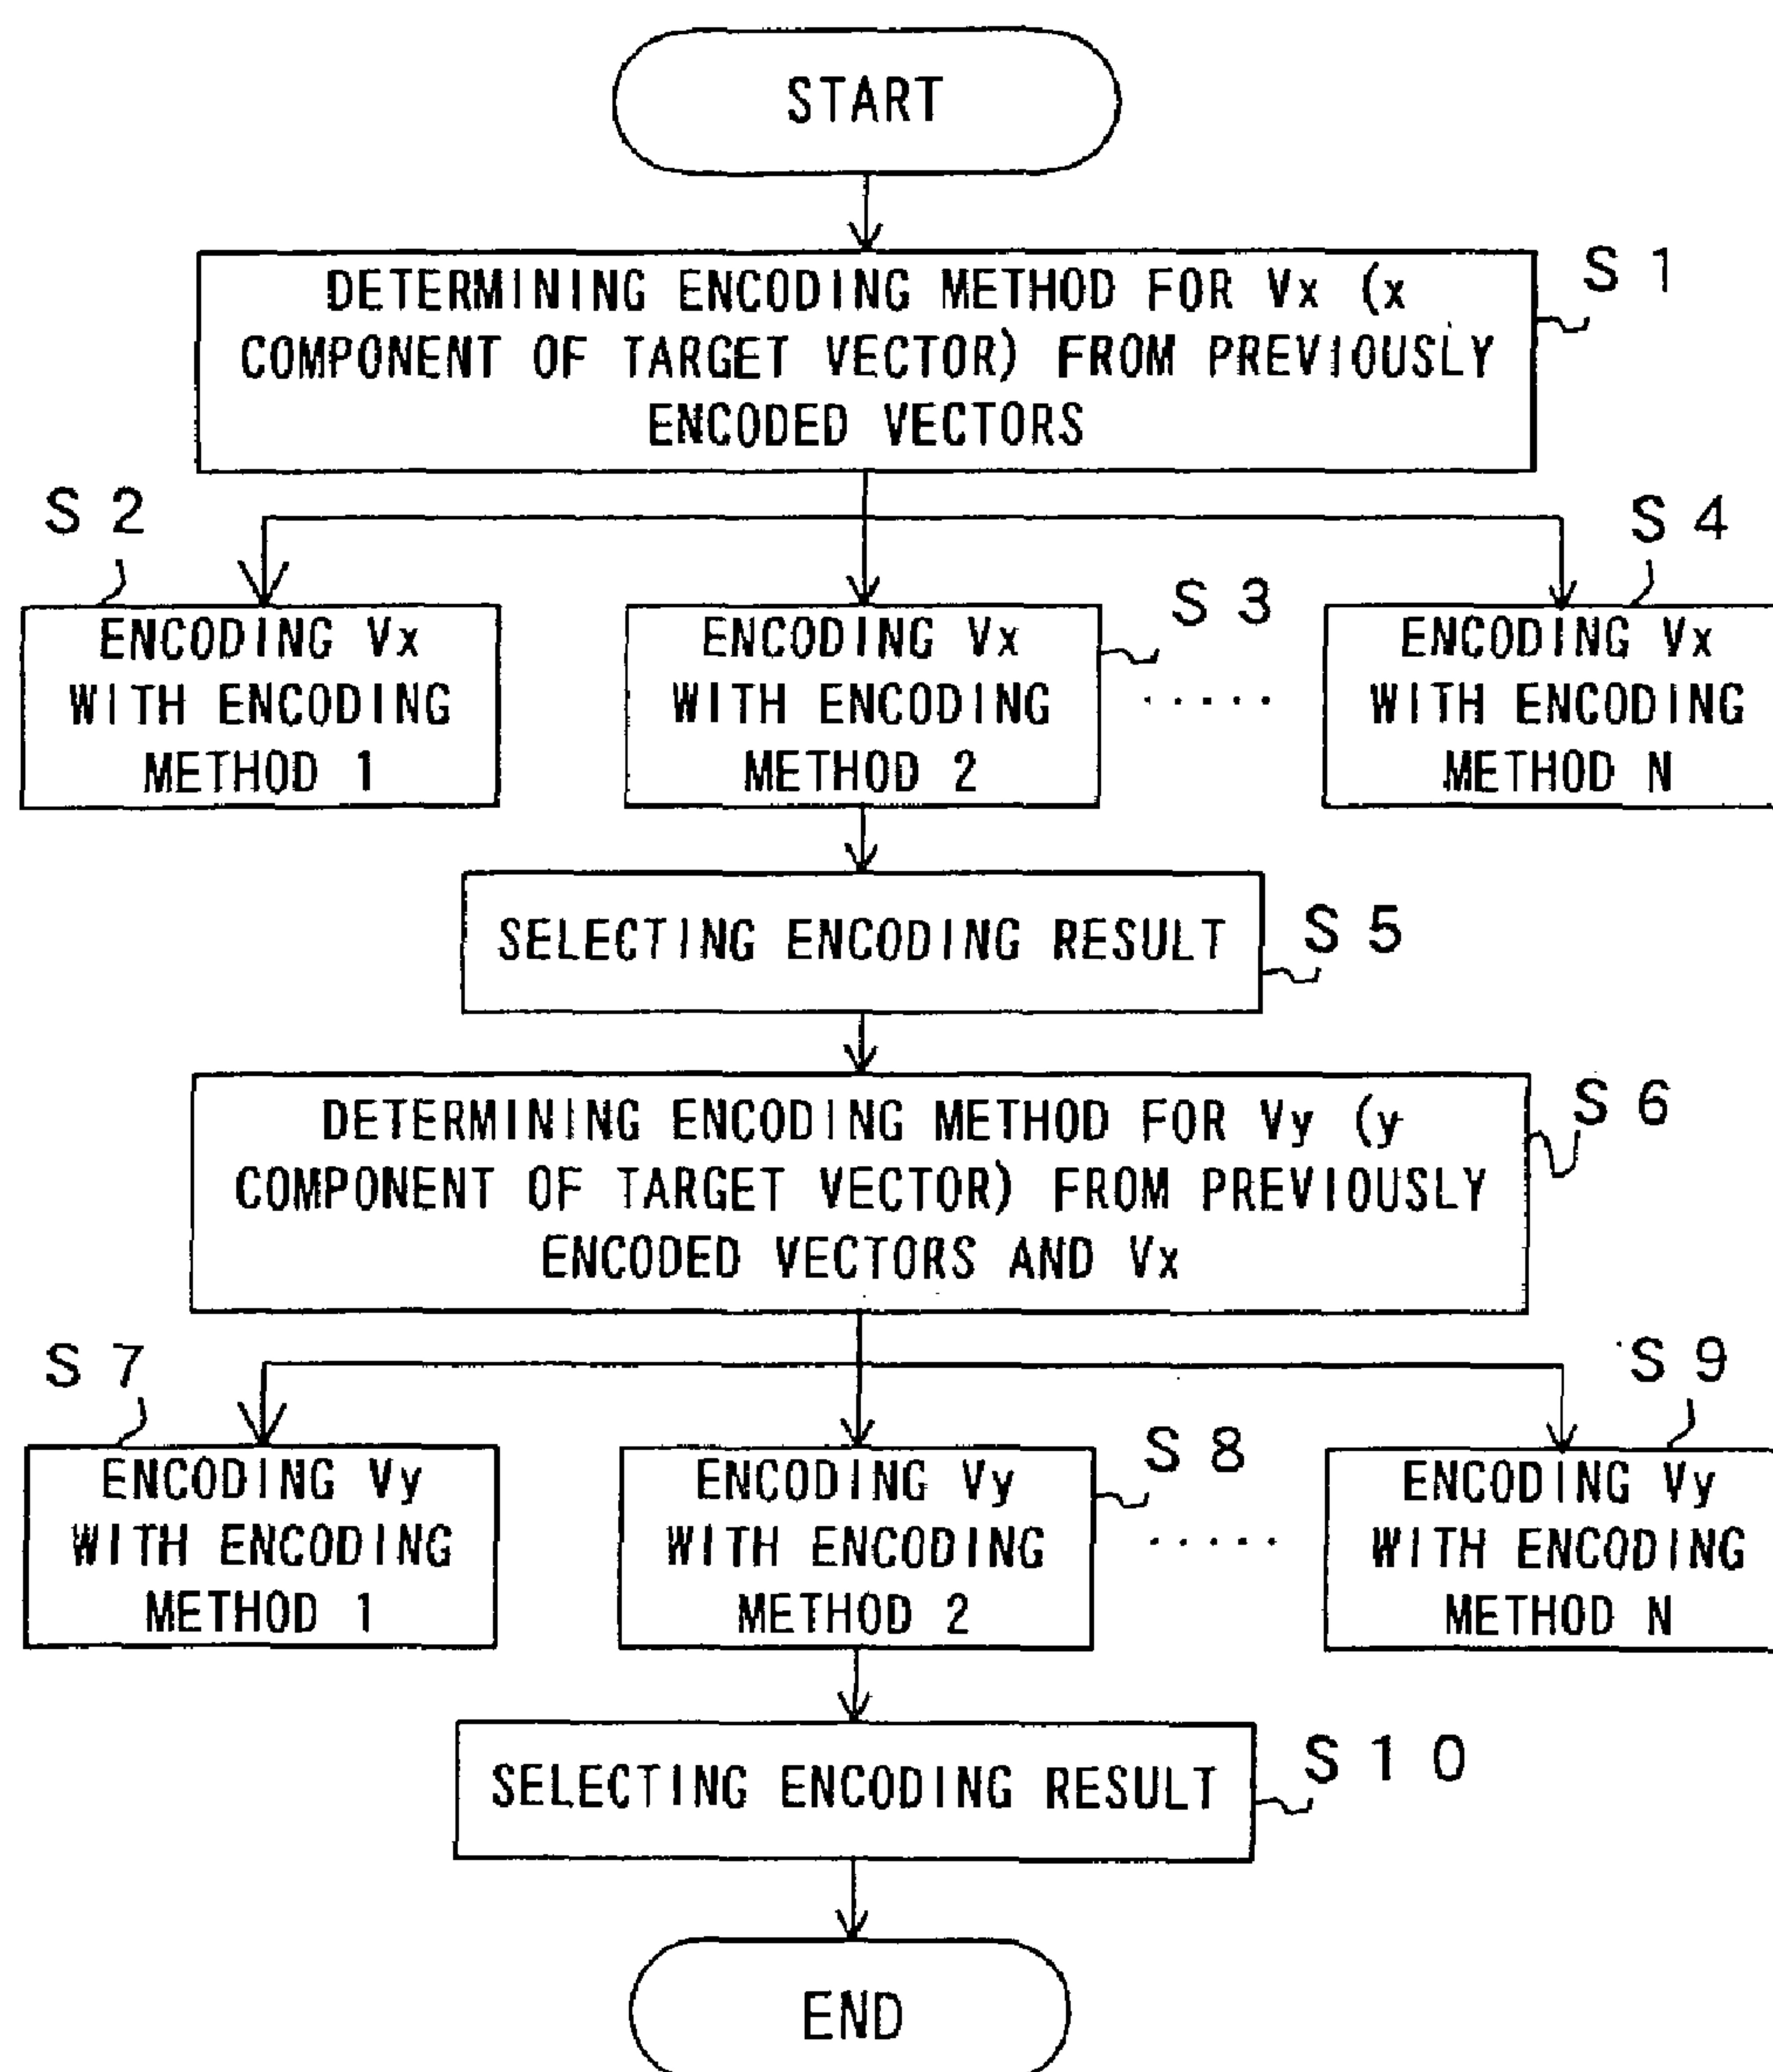 START
DETERMINING ENCODING METHOD FOR Vx (x
COMPONENT OF TARGET VECTOR) FROM PREVIOUSLY
ENCODED VECTORS
S 1
S 2
ENCODING Vx
WITH ENCODING
METHOD 1
ENCODING Vx
WITH ENCODING
METHOD 2
S 3
.....
S 4
ENCODING Vx
WITH ENCODING
METHOD N
SELECTING ENCODING RESULT
S 5
DETERMINING ENCODING METHOD FOR Vy (y
COMPONENT OF TARGET VECTOR) FROM PREVIOUSLY
ENCODED VECTORS AND Vx
S 6
S 7
ENCODING Vy
WITH ENCODING
METHOD 1
ENCODING Vy
WITH ENCODING
METHOD 2
S 8
.....
S 9
ENCODING Vy
WITH ENCODING
METHOD N
SELECTING ENCODING RESULT
S 1 0
END